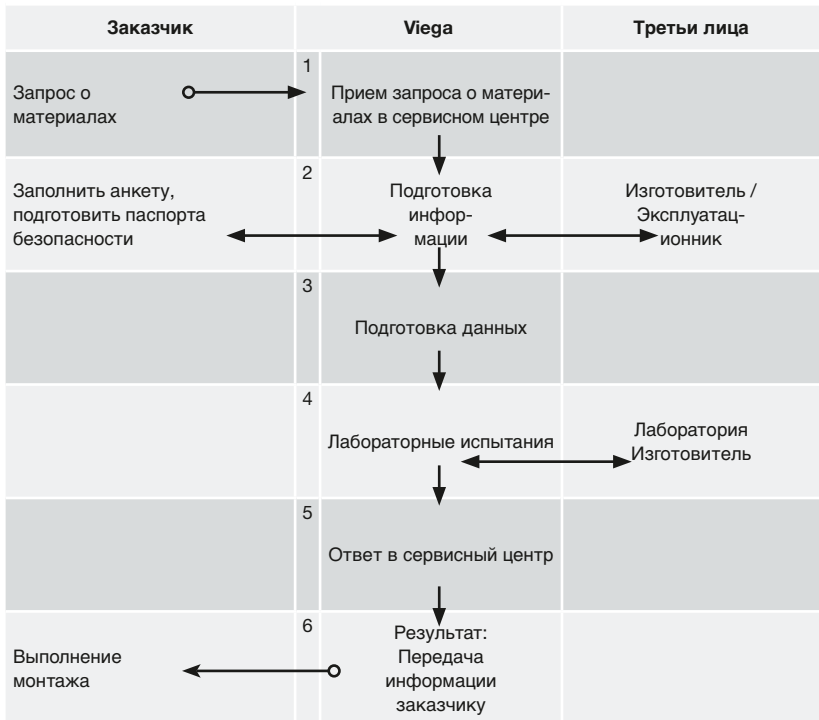 Заказчик Viega Третьи лица
1
Запрос о
материалах
Прием запроса о матери-
алах в сервисном центре
2
Заполнить анкету,
подготовить паспорта
безопасности
Подготовка
инфор-
мации
Изготовитель /
Эксплуатац-
ионник
3
Подготовка данных
4
Лабораторные испытания
Лаборатория
Изготовитель
5
Ответ в сервисный центр
6
Результат:
Передача
информации
заказчику
Выполнение
монтажа